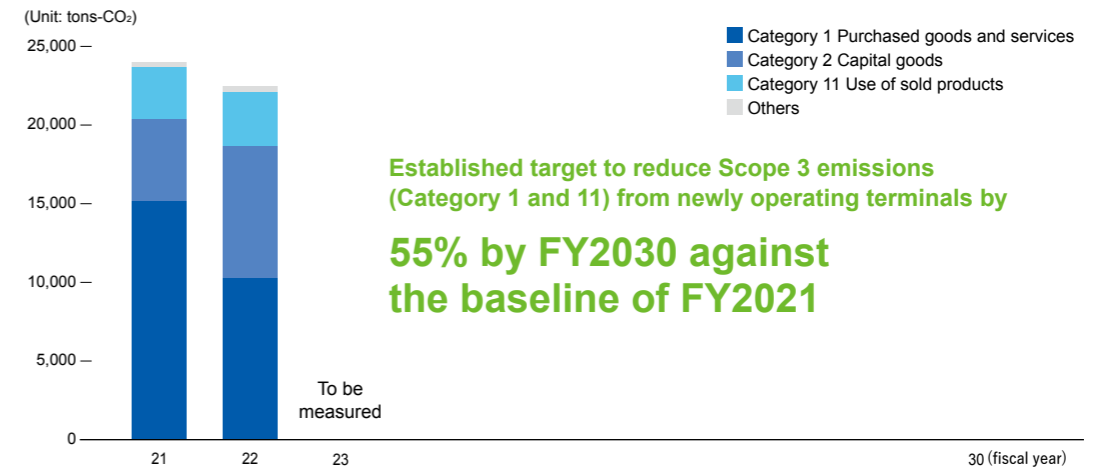 (Unit: tons-CO₂)
25,000
20,000
15,000
10,000
5,000
0
Category 1 Purchased goods and services
Category 2 Capital goods
Category 11 Use of sold products
Others
Established target to reduce Scope 3 emissions
(Category 1 and 11) from newly operating terminals by
55% by FY2030 against
the baseline of FY2021
To be
measured
21 22 23 30 (fiscal year)